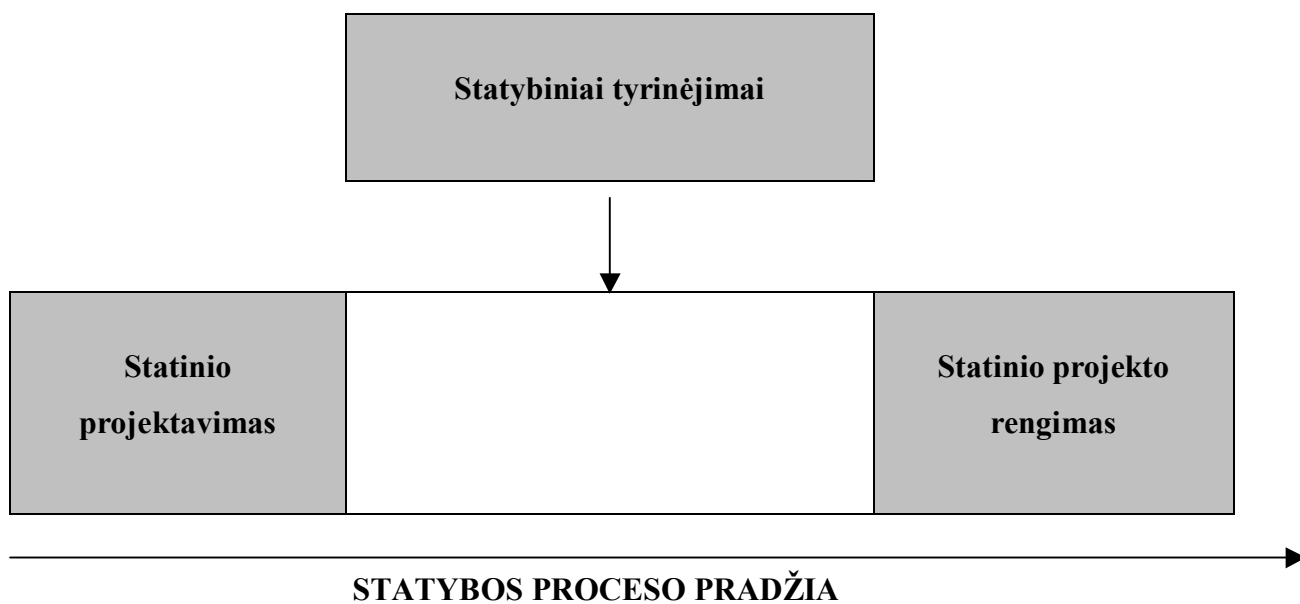 Statybiniai tyrinėjimai
Statinio
projektavimas
Statinio projekto
rengimas
STATYBOS PROCESO PRADŽIA